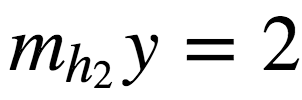 $m_{h_2} y = 2$